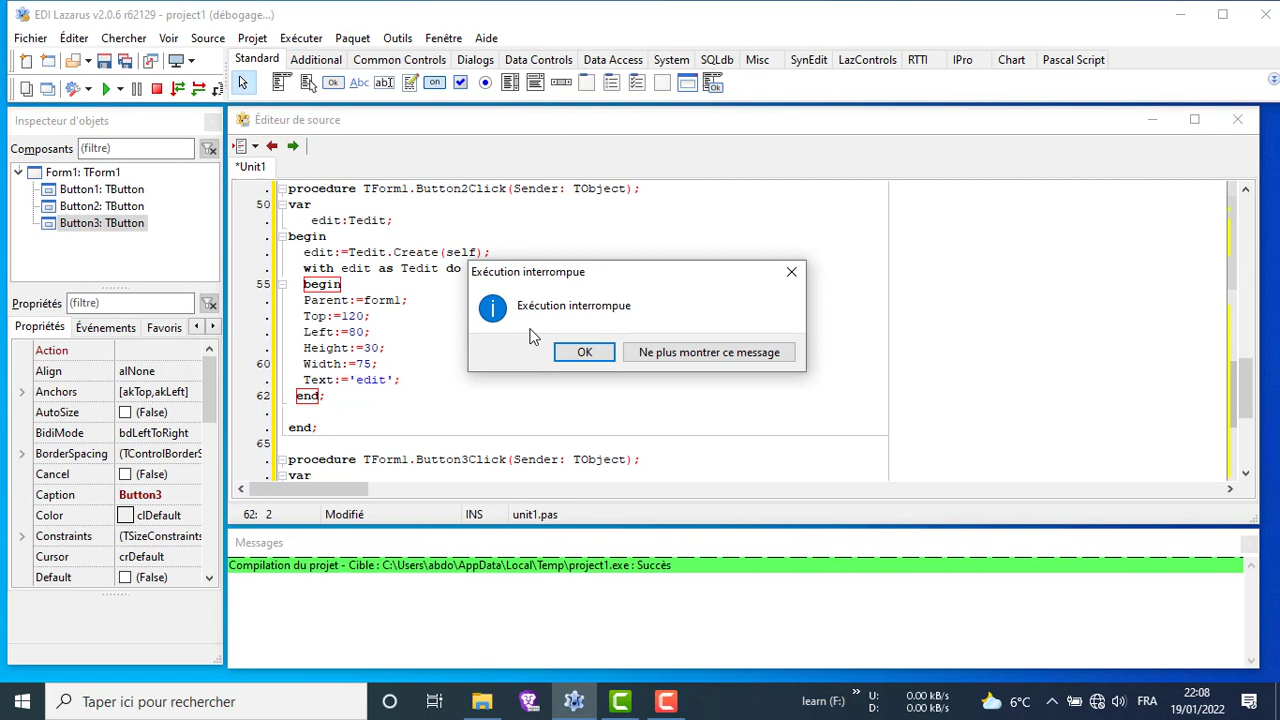 EDI Lazarus v2.0.6 r62129 - project1 (débogage...)
Fichier Éditer Chercher Voir Source Projet Exécuter Paquet Outils Fenêtre Aide
Standard Additional Common Controls Dialogs Data Controls Data Access System SQLdb Misc SynEdit LazControls RTTI IPro Chart Pascal Script
Ok Abc abI on Ok
Inspecteur d'objets
Composants (filtre)
Form1: TForm1
Button1: TButton
Button2: TButton
Button3: TButton
Propriétés (filtre)
Propriétés Événements Favoris
Action
Align alNone
Anchors [akTop,akLeft]
AutoSize (False)
BidiMode bdLeftToRight
BorderSpacing (TControlBorderS
Cancel (False)
Caption Button3
Color clDefault
Constraints (TSizeConstraints
Cursor crDefault
Default (False)
Éditeur de source
*Unit1
. procedure TForm1.Button2Click(Sender: TObject);
50 var
. edit:Tedit;
. begin
. edit:=Tedit.Create(self);
. with edit as Tedit do
55 begin
. Parent:=form1;
. Top:=120;
. Left:=80;
. Height:=30;
60 Width:=75;
. Text:='edit';
62 end;
.
. end;
65
. procedure TForm1.Button3Click(Sender: TObject);
. var
62: 2 Modifié INS unit1.pas
Exécution interrompue
Exécution interrompue
OK Ne plus montrer ce message
Messages
Compilation du projet - Cible : C:\Users\abdo\AppData\Local\Temp\project1.exe : Succès
Taper ici pour rechercher
learn (F:) U: 0.00 kB/s
D: 0.00 kB/s
6°C FRA 22:08
19/01/2022